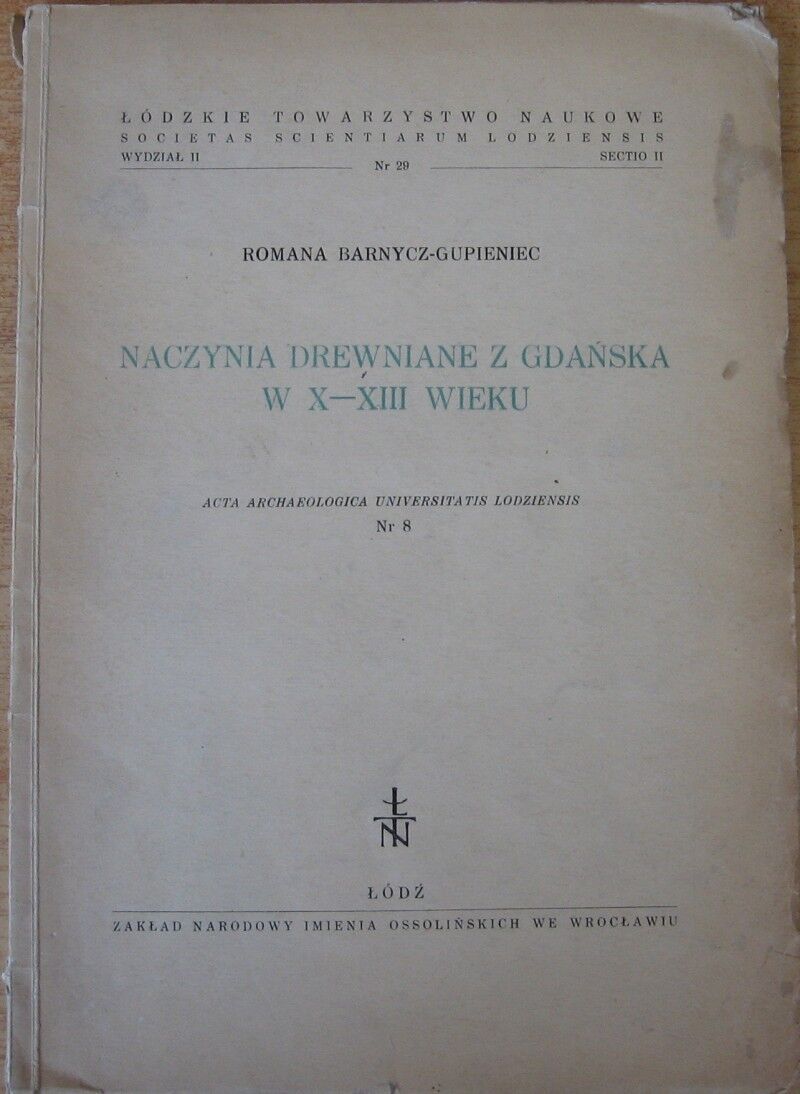 ŁÓDZKIE TOWARZYSTWO NAUKOWE
SOCIETAS SCIENTIARUM LODZIENSIS
WYDZIAŁ II
SECTIO II
Nr 29
ROMANA BARNYCZ-GUPIENIEC
NACZYNIA DREWNIANE Z GDAŃSKA
W X—XIII WIEKU
ACTA ARCHAEOLOGICA UNIVERSITATIS LODZIENSIS
Nr 8
ŁTN
ŁÓDŹ
ZAKŁAD NARODOWY IMIENIA OSSOLIŃSKICH WE WROCŁAWIU